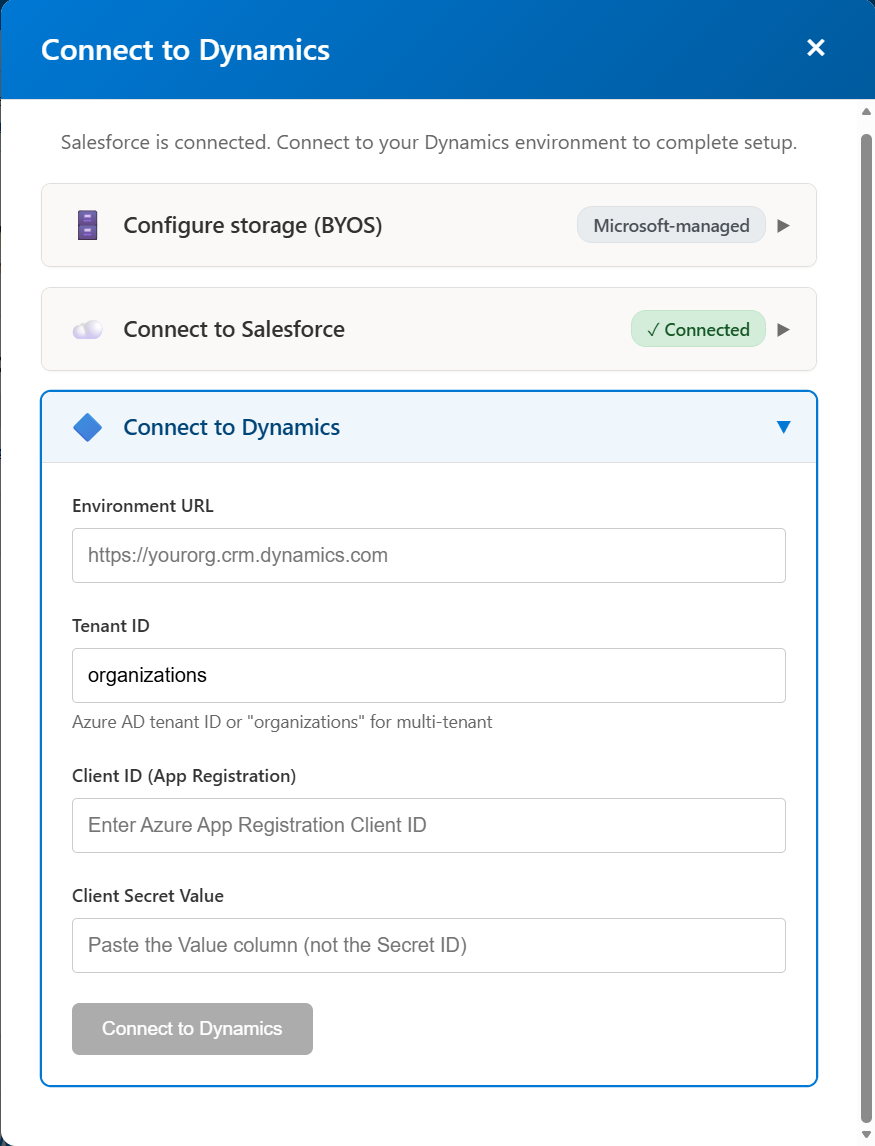 Connect to Dynamics
Salesforce is connected. Connect to your Dynamics environment to complete setup.
Configure storage (BYOS)
Microsoft-managed
Connect to Salesforce
✓ Connected
Connect to Dynamics
Environment URL
https://yourorg.crm.dynamics.com
Tenant ID
organizations
Azure AD tenant ID or "organizations" for multi-tenant
Client ID (App Registration)
Enter Azure App Registration Client ID
Client Secret Value
Paste the Value column (not the Secret ID)
Connect to Dynamics